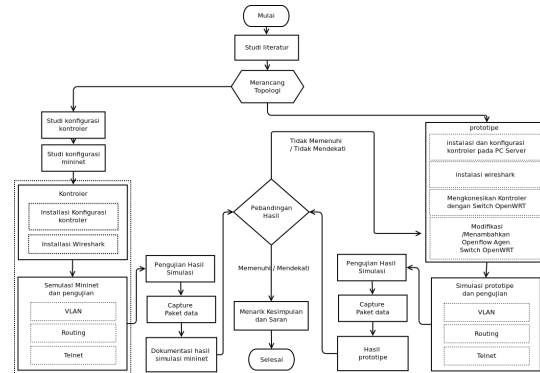 Mulai
Studi literatur
Merancang
Topologi
Studi konfigurasi
kontroler
Studi konfigurasi
mininet
Kontroler
Installasi Konfigurasi
kontroler
Installasi Wireshark
Semulasi Mininet
dan pengujian
VLAN
Routing
Telnet
Pengujian Hasil
Simulasi
Capture
Paket data
Dokumentasi hasil
simulasi mininet
Tidak Memenuhi
/ Tidak Mendekati
Pebandingan
Hasil
Memenuhi / Mendekati
Menarik Kesimpulan
dan Saran
Selesai
prototipe
instalasi dan konfigurasi
kontroler pada PC Server
instalasi wireshark
Mengkonesikan Kontroler
dengan Switch OpenWRT
Modifikasi
/Menambahkan
Openflow Agen
Switch OpenWRT
Pengujian Hasil
Simulasi
Capture
Paket data
Hasil
prototipe
Simulasi prototipe
dan pengujian
VLAN
Routing
Telnet